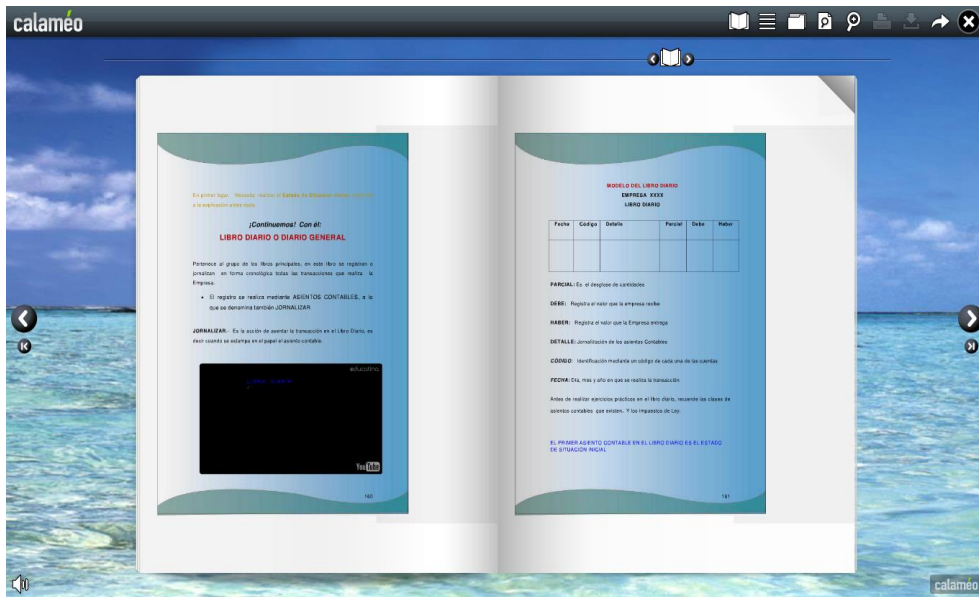 calaméo
En primer lugar. Necesito realizar el Estado de Situación
a la explicación antes dada.
¡Continuemos! Con él:
LIBRO DIARIO O DIARIO GENERAL
Pertenece al grupo de los libros principales, en este libro se registran o
jornalizan en forma cronológica todas las transacciones que realiza la
Empresa.
• El registro se realiza mediante ASIENTOS CONTABLES, a lo
que se denomina también JORNALIZAR
JORNALIZAR.- Es la acción de asentar la transacción en el Libro Diario, es
decir cuando se estampa en el papel el asiento contable.
educatina
YouTube
160
MODELO DEL LIBRO DIARIO
EMPRESA XXXX
LIBRO DIARIO
Fecha Código Detalle Parcial Debe Haber
PARCIAL: Es el desglose de cantidades
DEBE: Registra el valor que la empresa recibe
HABER: Registra el valor que la Empresa entrega
DETALLE: Jornalización de los asientos Contables
CÓDIGO: Identificación mediante un código de cada una de las cuentas
FECHA: Día, mes y año en que se realiza la transacción
Antes de realizar ejercicios prácticos en el libro diario, recuerde las clases de
asientos contables que existen. Y los impuestos de Ley.
EL PRIMER ASIENTO CONTABLE EN EL LIBRO DIARIO ES EL ESTADO
DE SITUACIÓN INICIAL
161
calaméo